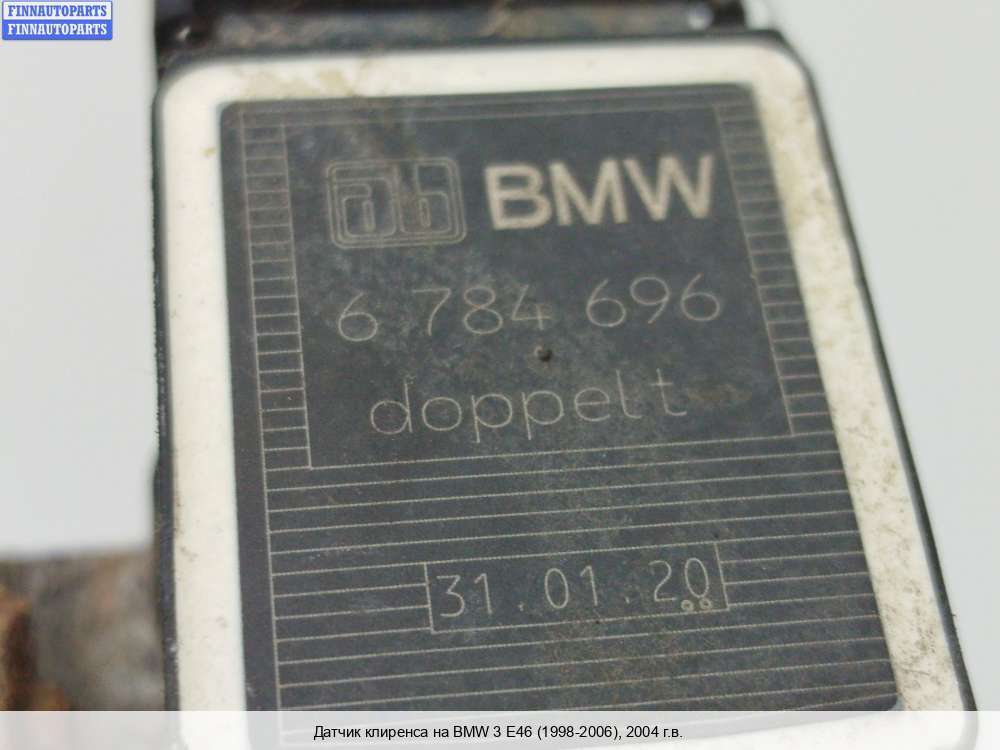 FINNAUTOPARTS
FINNAUTOPARTS
ab BMW
6 784 696
doppelt
31.01.20
Датчик клиренса на BMW 3 E46 (1998-2006), 2004 г.в.